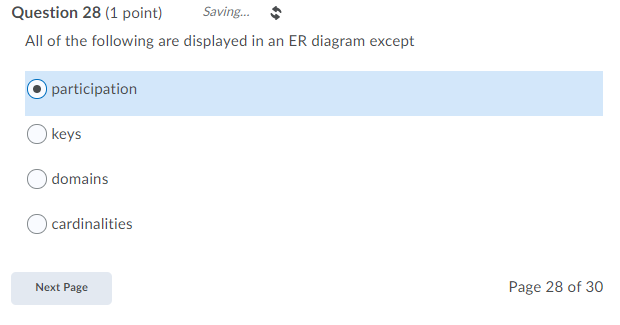 Question 28 (1 point) Saving...
All of the following are displayed in an ER diagram except
participation
keys
domains
cardinalities
Next Page Page 28 of 30